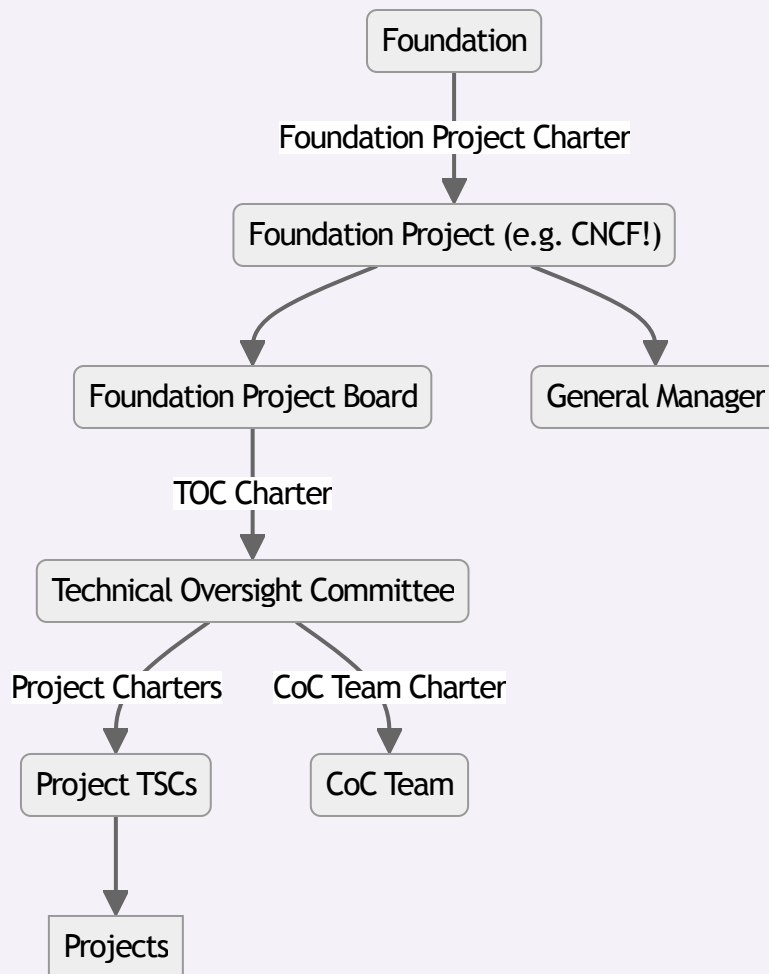 Foundation
Foundation Project Charter
Foundation Project (e.g. CNCF!)
Foundation Project Board
General Manager
TOC Charter
Technical Oversight Committee
Project Charters
CoC Team Charter
Project TSCs
CoC Team
Projects